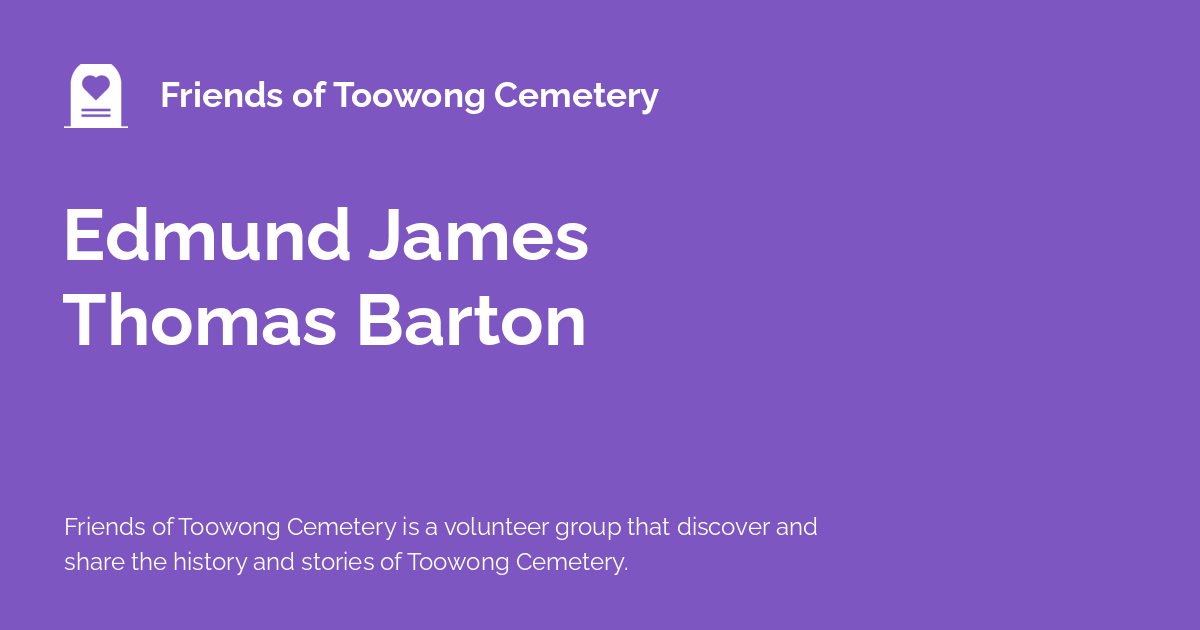 Friends of Toowong Cemetery
Edmund James
Thomas Barton
Friends of Toowong Cemetery is a volunteer group that discover and
share the history and stories of Toowong Cemetery.